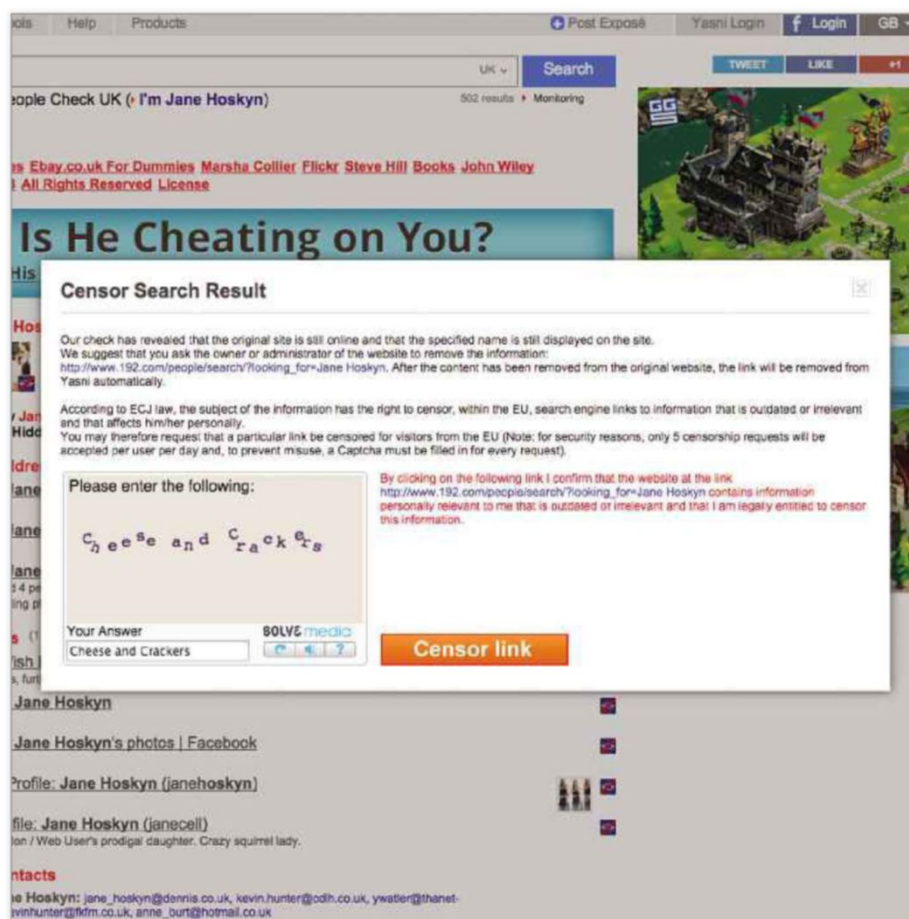 Help Products Post Exposé Yasni Login f Login GB
UK Search
TWEET LIKE +1
ople Check UK (I'm Jane Hoskyn) 502 results Monitoring
GGS
Ebay.co.uk For Dummies Marsha Collier Flickr Steve Hill Books John Wiley
All Rights Reserved License
Is He Cheating on You?
His
Censor Search Result
Our check has revealed that the original site is still online and that the specified name is still displayed on the site.
We suggest that you ask the owner or administrator of the website to remove the information:
http://www.192.com/people/search/?looking_for=Jane Hoskyn. After the content has been removed from the original website, the link will be removed from
Yasni automatically.
According to ECJ law, the subject of the information has the right to censor, within the EU, search engine links to information that is outdated or irrelevant
and that affects him/her personally.
You may therefore request that a particular link be censored for visitors from the EU (Note: for security reasons, only 5 censorship requests will be
accepted per user per day and, to prevent misuse, a Captcha must be filled in for every request).
Please enter the following:
Cheese and Crackers
Your Answer SOLVE media
Cheese and Crackers
?
By clicking on the following link I confirm that the website at the link
http://www.192.com/people/search/?looking_for=Jane Hoskyn contains information
personally relevant to me that is outdated or irrelevant and that I am legally entitled to censor
this information.
Censor link
Jane Hoskyn
Jane Hoskyn's photos | Facebook
Profile: Jane Hoskyn (janehoskyn)
file: Jane Hoskyn (janecell)
ion / Web User's prodigal daughter. Crazy squirrel lady.
ntacts
Hoskyn: jane_hoskyn@dennis.co.uk, kevin.hunter@odlh.co.uk, ywatler@thanet-
evinhunter@fkfm.co.uk, anne_burt@hotmail.co.uk